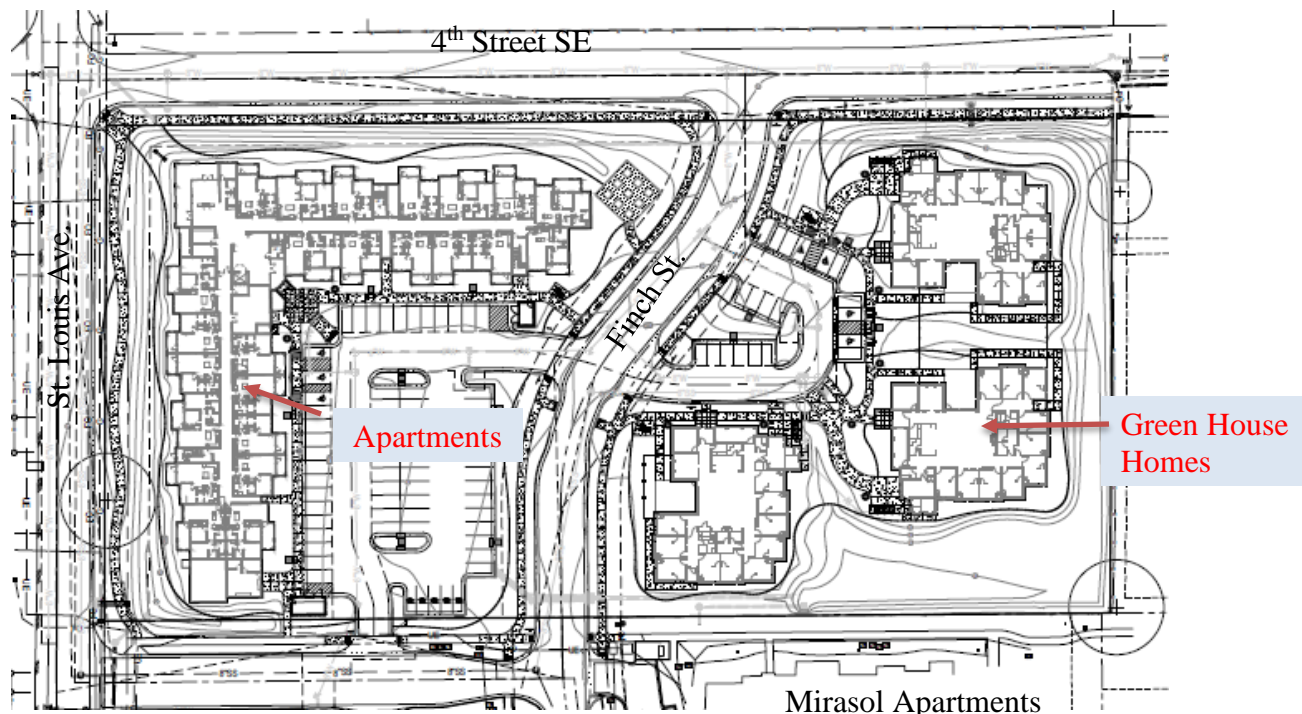 4th Street SE
St. Louis Ave.
Finch St.
Apartments
Green House
Homes
Mirasol Apartments